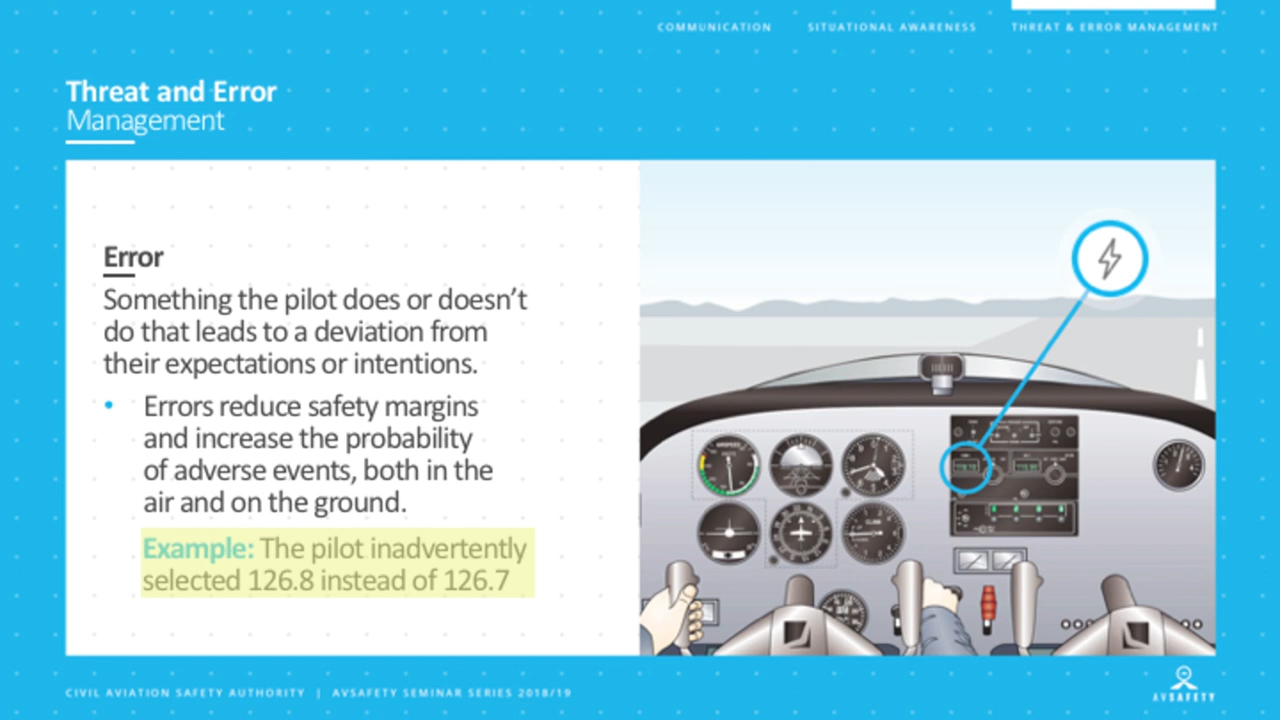 COMMUNICATION
SITUATIONAL AWARENESS
THREAT & ERROR MANAGEMENT
Threat and Error
Management
Error
Something the pilot does or doesn't
do that leads to a deviation from
their expectations or intentions.
• Errors reduce safety margins
and increase the probability
of adverse events, both in the
air and on the ground.
Example: The pilot inadvertently
selected 126.8 instead of 126.7
CIVIL AVIATION SAFETY AUTHORITY | AVSAFETY SEMINAR SERIES 2018/19
AVSAFETY